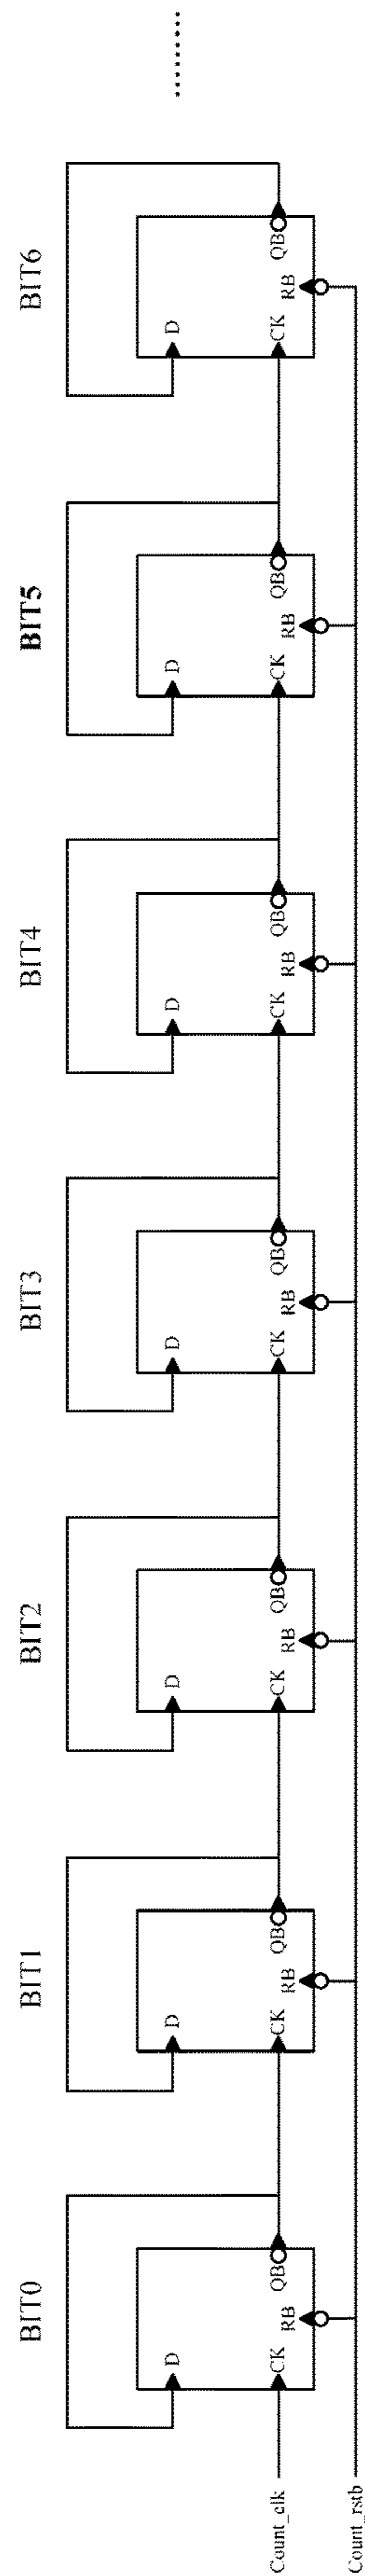 BIT0
D
CK
QB
RB
BIT1
D
CK
QB
RB
BIT2
D
CK
QB
RB
BIT3
D
CK
QB
RB
BIT4
D
CK
QB
RB
BIT5
D
CK
QB
RB
BIT6
D
CK
QB
RB
.........
Count_clk
Count_rstb